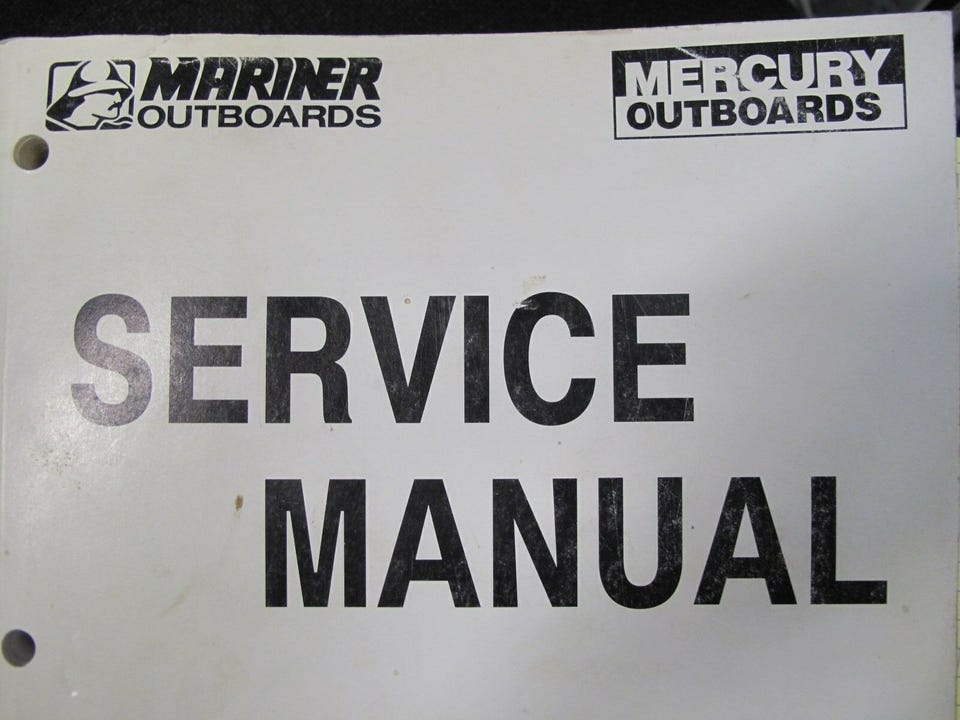 MARINER
OUTBOARDS
MERCURY
OUTBOARDS
SERVICE
MANUAL